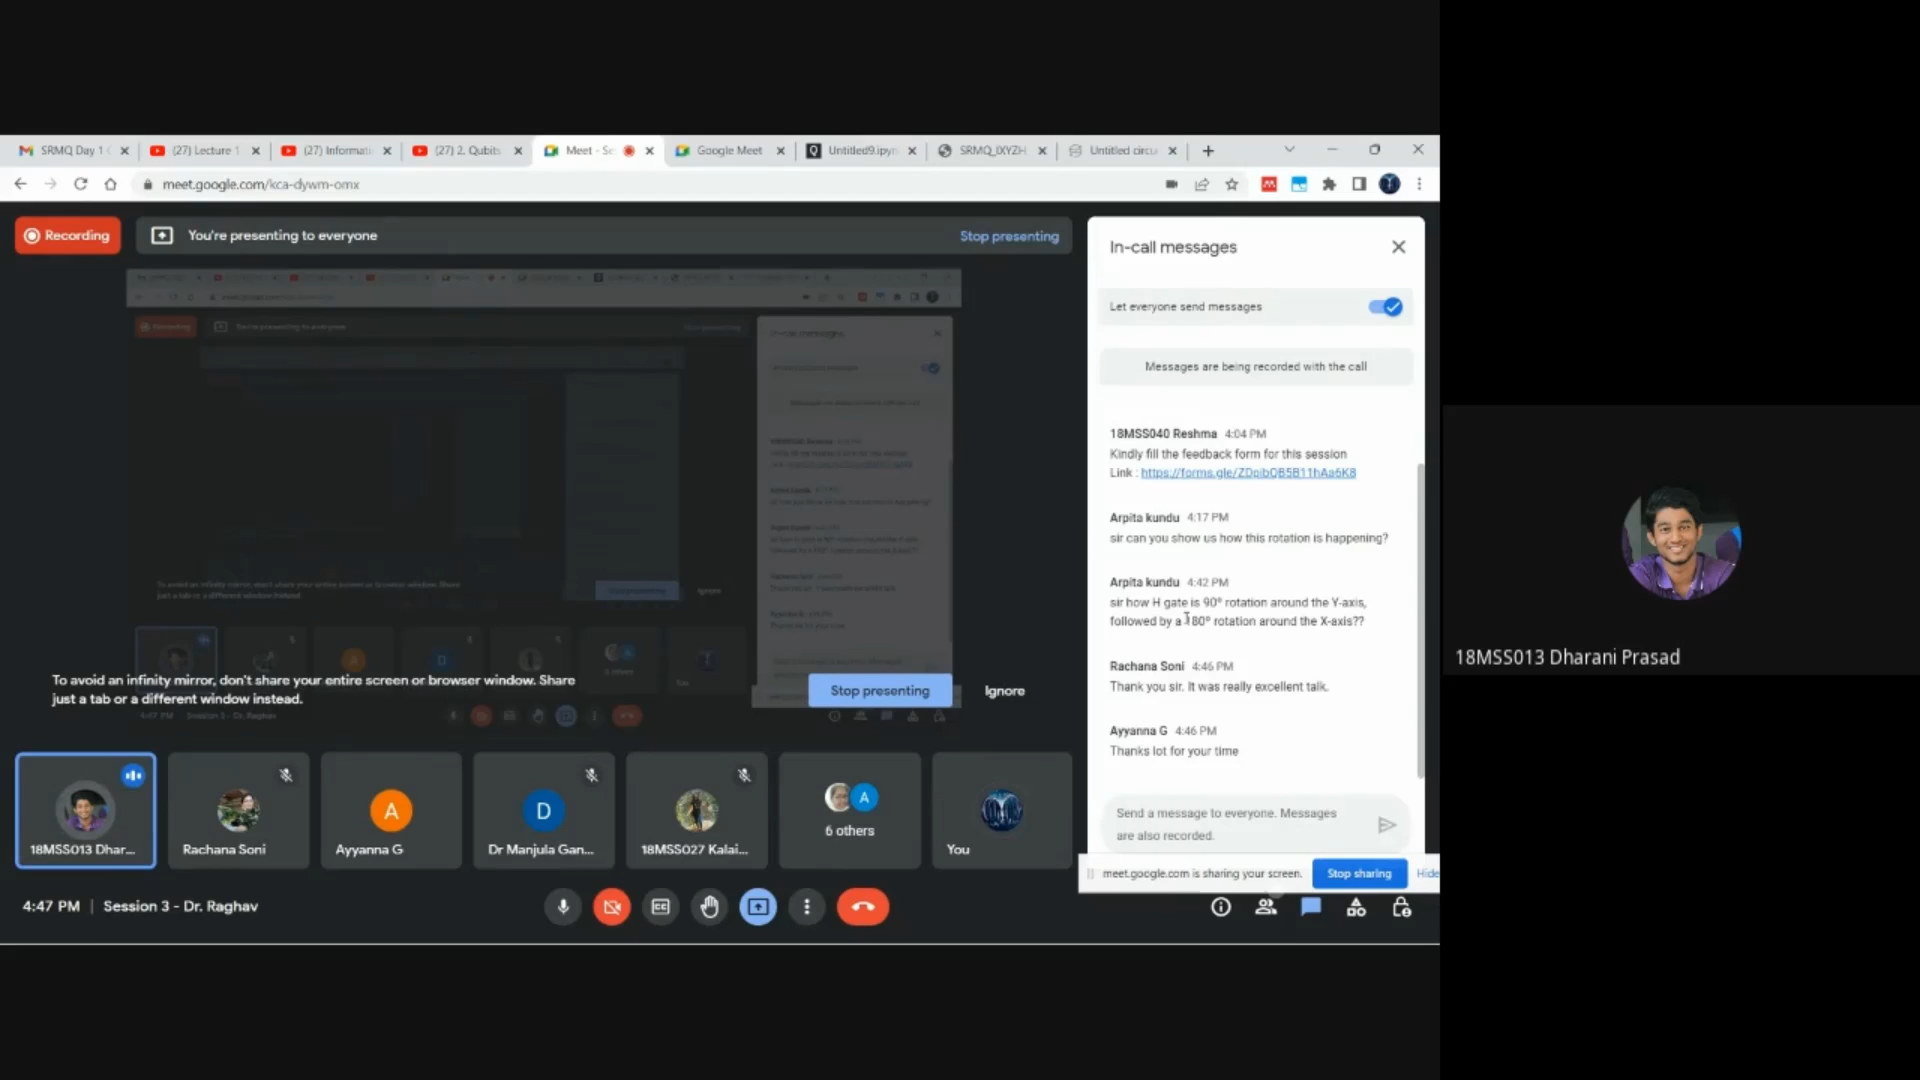 SRMQ Day 1
(27) Lecture 1
(27) Informati
(27) 2. Qubits
Meet - Se
Google Meet
Untitled9.ipyn
SRMQ_IXYZH
Untitled circu
meet.google.com/kca-dywm-omx
Recording
You're presenting to everyone
Stop presenting
In-call messages
Let everyone send messages
Messages are being recorded with the call
18MSS040 Reshma 4:04 PM
Kindly fill the feedback form for this session
Link : https://forms.gle/ZDpibQB5B11hAa6K8
Arpita kundu 4:17 PM
sir can you show us how this rotation is happening?
Arpita kundu 4:42 PM
sir how H gate is 90° rotation around the Y-axis,
followed by a 180° rotation around the X-axis??
Rachana Soni 4:46 PM
Thank you sir. It was really excellent talk.
Ayyanna G 4:46 PM
Thanks lot for your time
Send a message to everyone. Messages
are also recorded.
To avoid an infinity mirror, don't share your entire screen or browser window. Share
just a tab or a different window instead.
Stop presenting
Ignore
18MSS013 Dhar...
Rachana Soni
A
Ayyanna G
D
Dr Manjula Gan...
18MSS027 Kalai...
A
6 others
You
meet.google.com is sharing your screen.
Stop sharing
Hide
4:47 PM | Session 3 - Dr. Raghav
18MSS013 Dharani Prasad